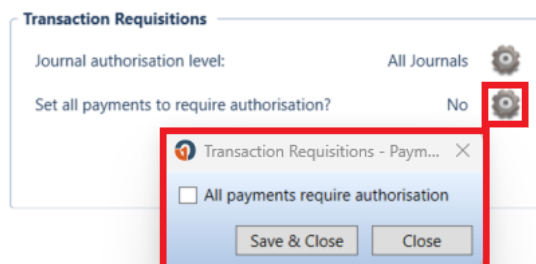 Transaction Requisitions
Journal authorisation level: All Journals
Set all payments to require authorisation? No
Transaction Requisitions - Paym...
All payments require authorisation
Save & Close Close